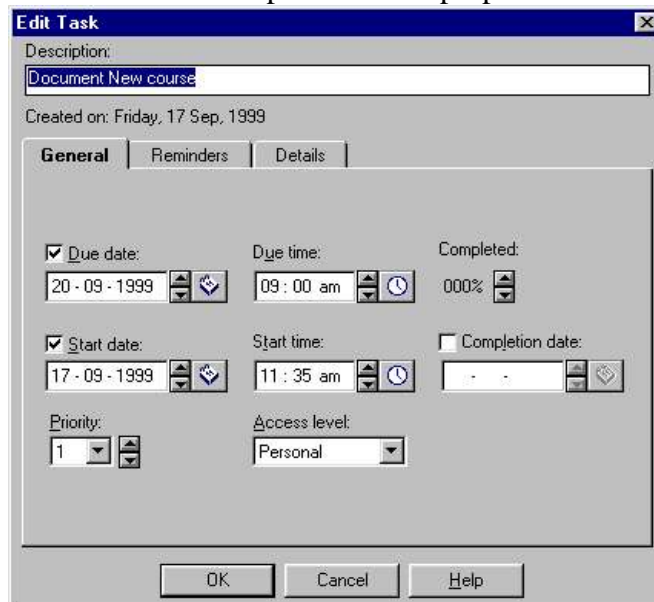 Edit Task
Description:
Document New course
Created on: Friday, 17 Sep, 1999
General Reminders Details
Due date: Due time: Completed:
20 - 09 - 1999 09 : 00 am 000%
Start date: Start time: Completion date:
17 - 09 - 1999 11 : 35 am - -
Priority: Access level:
1 Personal
OK Cancel Help